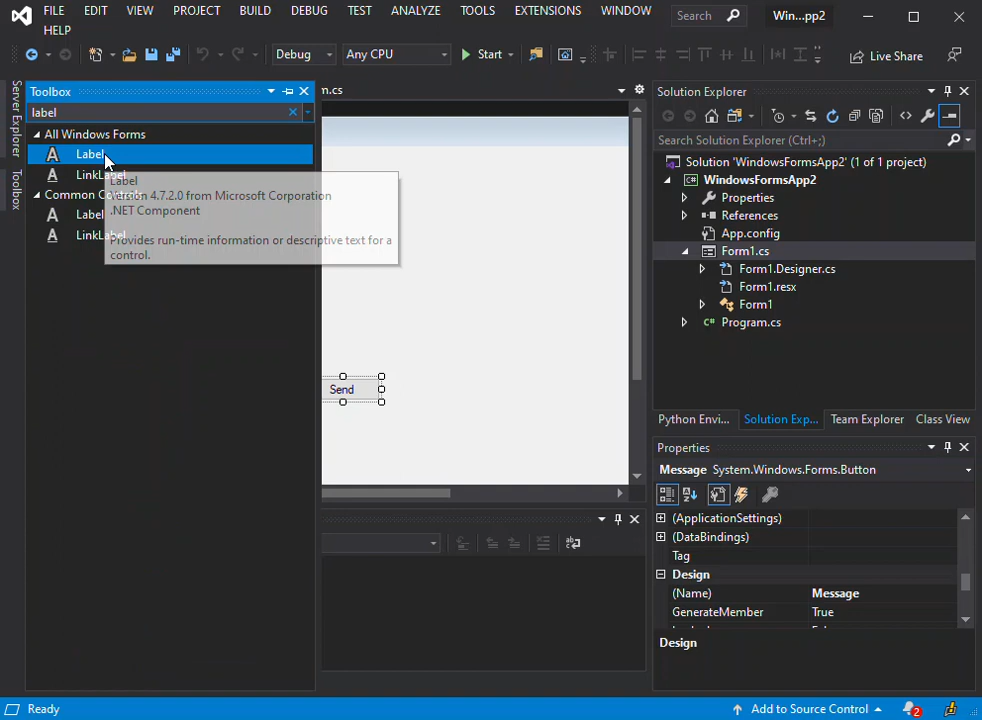 FILE EDIT VIEW PROJECT BUILD DEBUG TEST ANALYZE TOOLS EXTENSIONS WINDOW Search Win...pp2
HELP
Debug Any CPU Start Live Share
Server Explorer
Toolbox
Toolbox
label
All Windows Forms
Label
LinkLabel
Common Controls
Label
LinkLabel
Label
Version 4.7.2.0 from Microsoft Corporation
.NET Component
Provides run-time information or descriptive text for a
control.
m.cs
Send
Solution Explorer
Search Solution Explorer (Ctrl+;)
Solution 'WindowsFormsApp2' (1 of 1 project)
WindowsFormsApp2
Properties
References
App.config
Form1.cs
Form1.Designer.cs
Form1.resx
Form1
Program.cs
Python Envi... Solution Exp... Team Explorer Class View
Properties
Message System.Windows.Forms.Button
(ApplicationSettings)
(DataBindings)
Tag
Design
(Name) Message
GenerateMember True
Design
Ready Add to Source Control 2